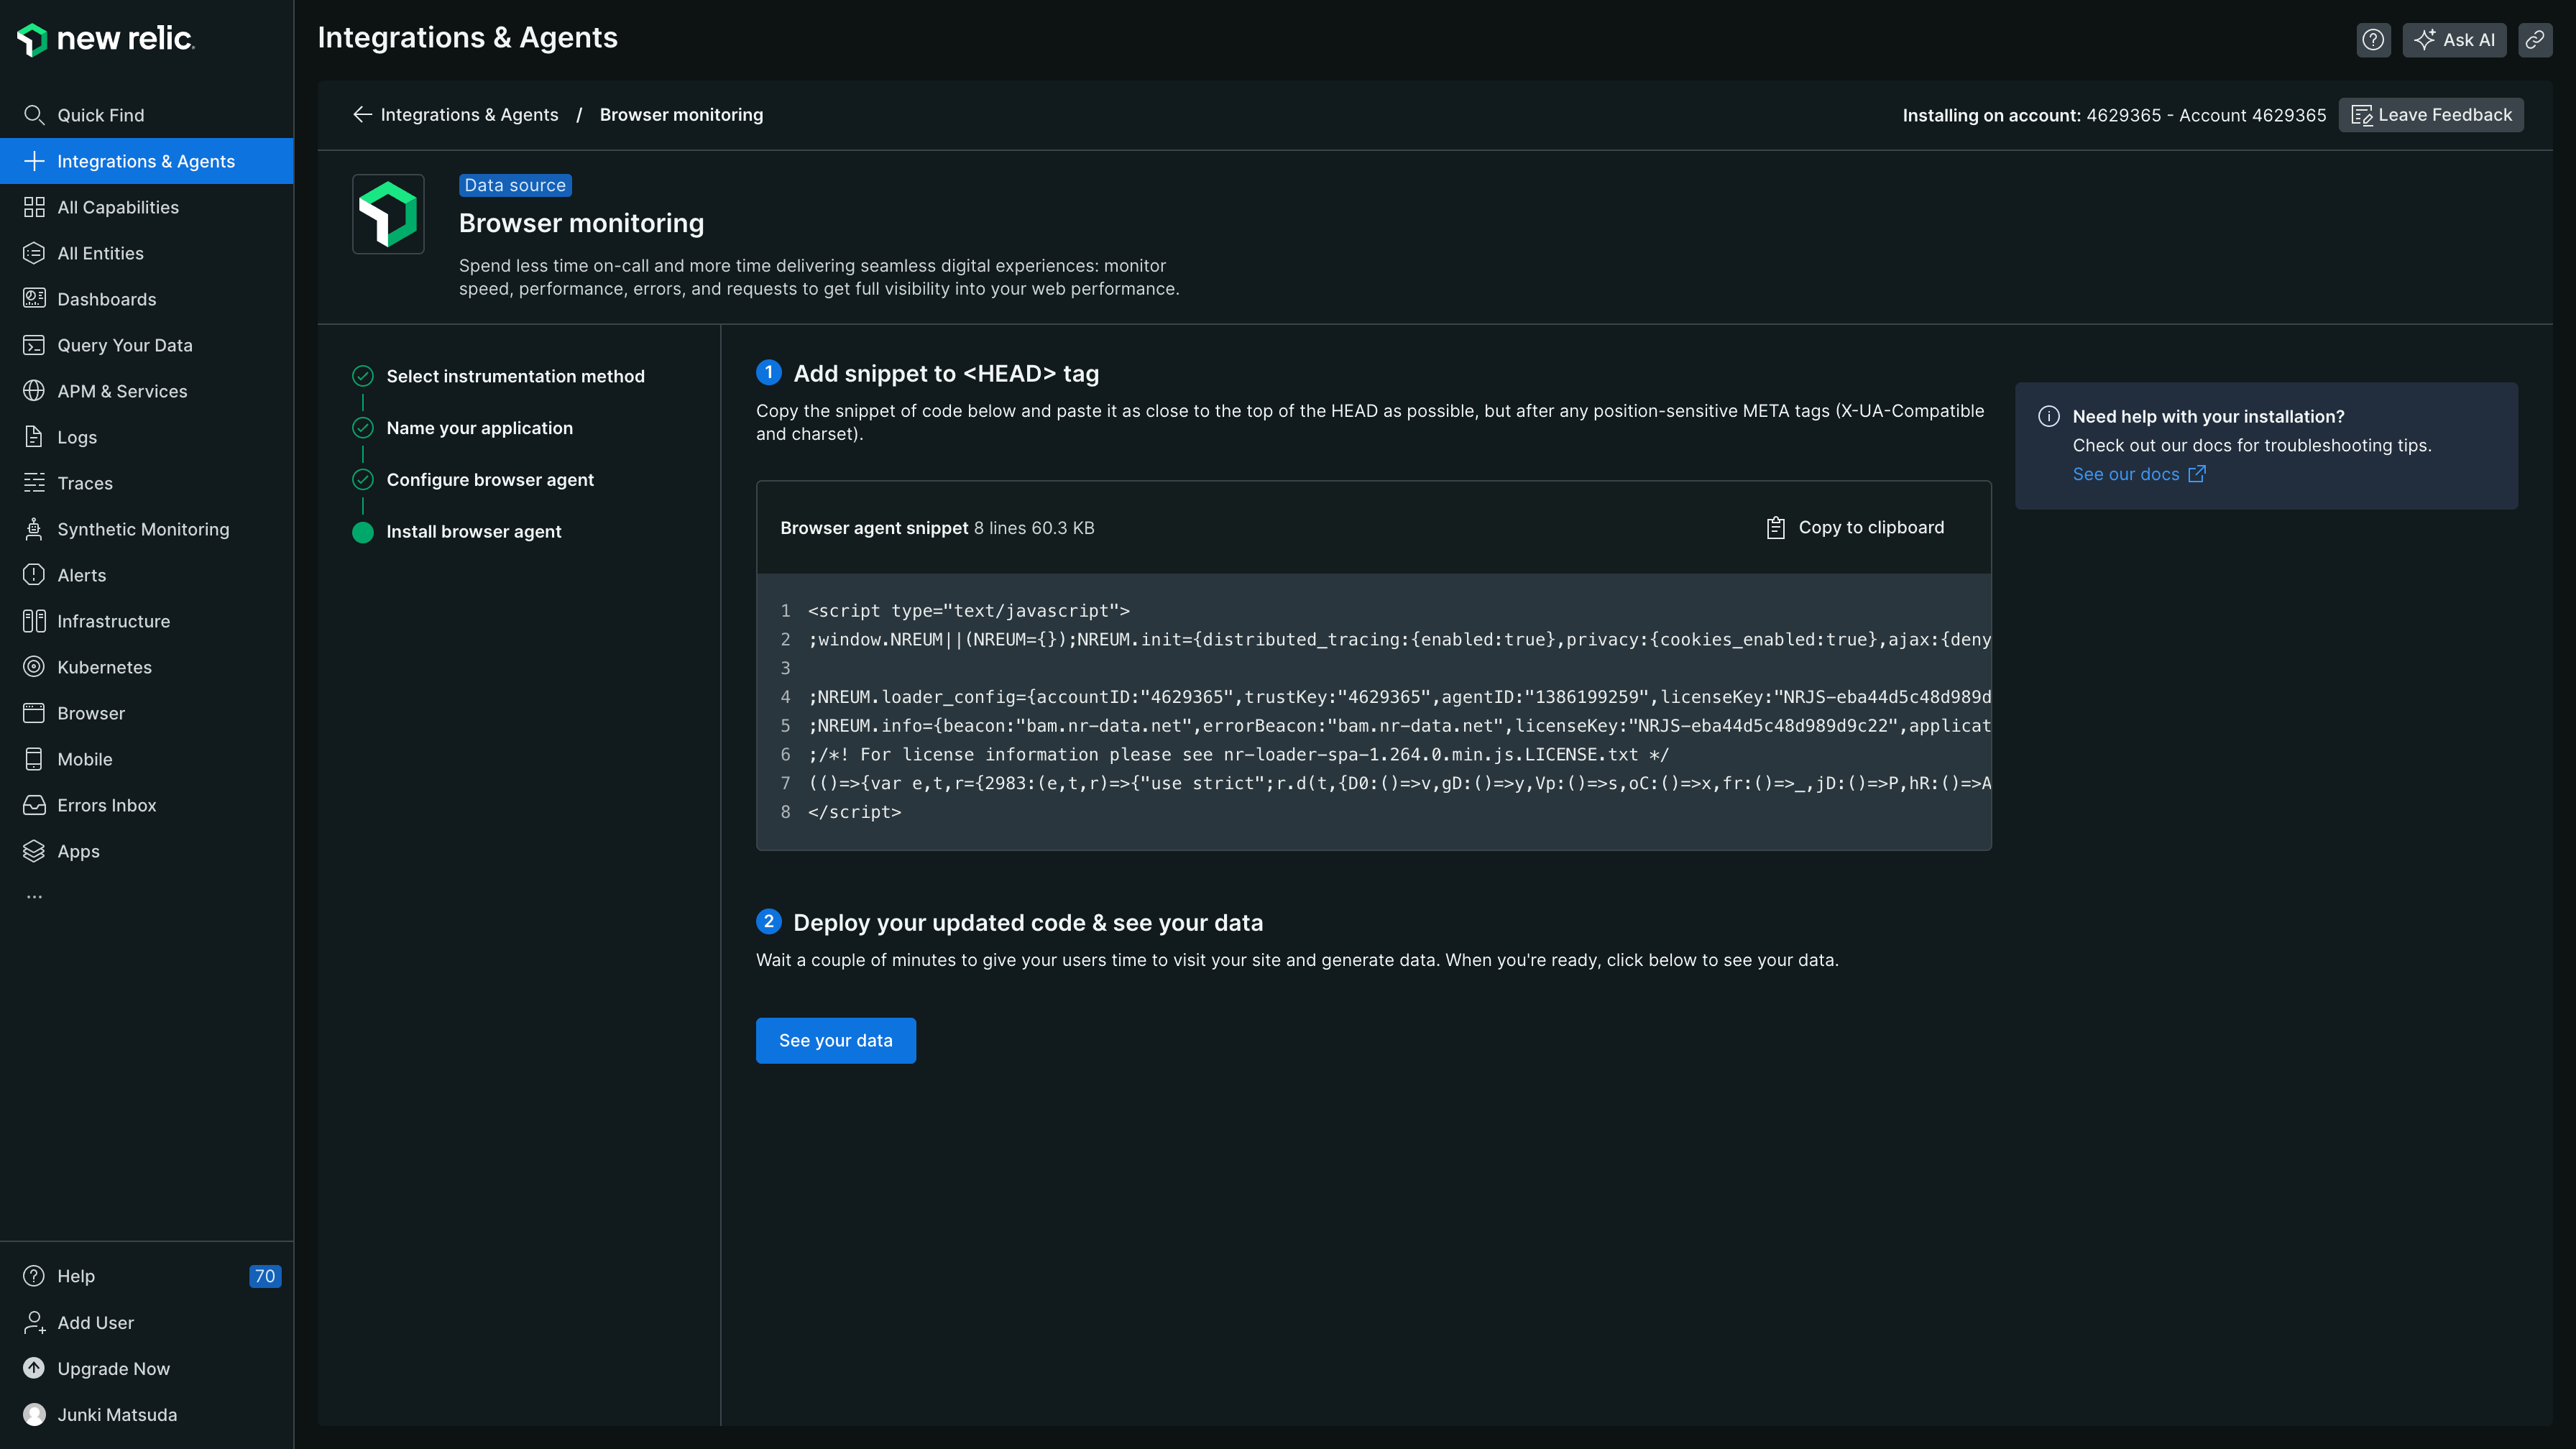 new relic.
Quick Find
Integrations & Agents
All Capabilities
All Entities
Dashboards
Query Your Data
APM & Services
Logs
Traces
Synthetic Monitoring
Alerts
Infrastructure
Kubernetes
Browser
Mobile
Errors Inbox
Apps
...
Help 70
Add User
Upgrade Now
Junki Matsuda
Integrations & Agents
Ask AI
Integrations & Agents / Browser monitoring
Installing on account: 4629365 - Account 4629365
Leave Feedback
Data source
Browser monitoring
Spend less time on-call and more time delivering seamless digital experiences: monitor
speed, performance, errors, and requests to get full visibility into your web performance.
Select instrumentation method
Name your application
Configure browser agent
Install browser agent
1 Add snippet to <HEAD> tag
Copy the snippet of code below and paste it as close to the top of the HEAD as possible, but after any position-sensitive META tags (X-UA-Compatible
and charset).
Browser agent snippet 8 lines 60.3 KB
Copy to clipboard
1 <script type="text/javascript">
2 ;window.NREUM||(NREUM={});NREUM.init={distributed_tracing:{enabled:true},privacy:{cookies_enabled:true},ajax:{deny
3
4 ;NREUM.loader_config={accountID:"4629365",trustKey:"4629365",agentID:"1386199259",licenseKey:"NRJS-eba44d5c48d989d
5 ;NREUM.info={beacon:"bam.nr-data.net",errorBeacon:"bam.nr-data.net",licenseKey:"NRJS-eba44d5c48d989d9c22",applicat
6 ;/*! For license information please see nr-loader-spa-1.264.0.min.js.LICENSE.txt */
7 (()=>{var e,t,r={2983:(e,t,r)=>{"use strict";r.d(t,{D0:()=>v,gD:()=>y,Vp:()=>s,oC:()=>x,fr:()=>_,jD:()=>P,hR:()=>A
8 </script>
2 Deploy your updated code & see your data
Wait a couple of minutes to give your users time to visit your site and generate data. When you're ready, click below to see your data.
See your data
Need help with your installation?
Check out our docs for troubleshooting tips.
See our docs